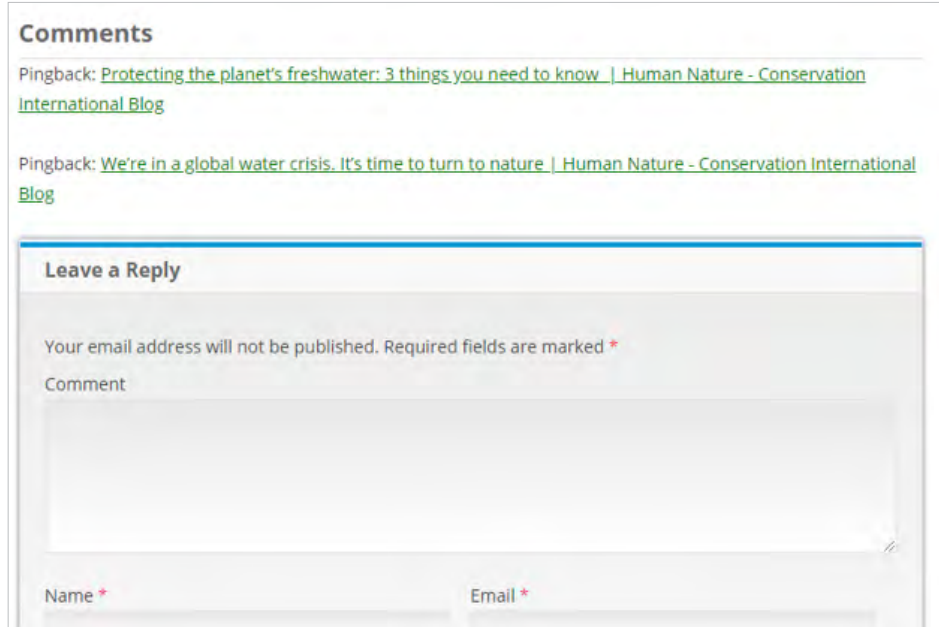 Comments
Pingback: Protecting the planet’s freshwater: 3 things you need to know | Human Nature - Conservation
International Blog
Pingback: We’re in a global water crisis. It’s time to turn to nature | Human Nature - Conservation International
Blog
Leave a Reply
Your email address will not be published. Required fields are marked *
Comment
Name * Email *